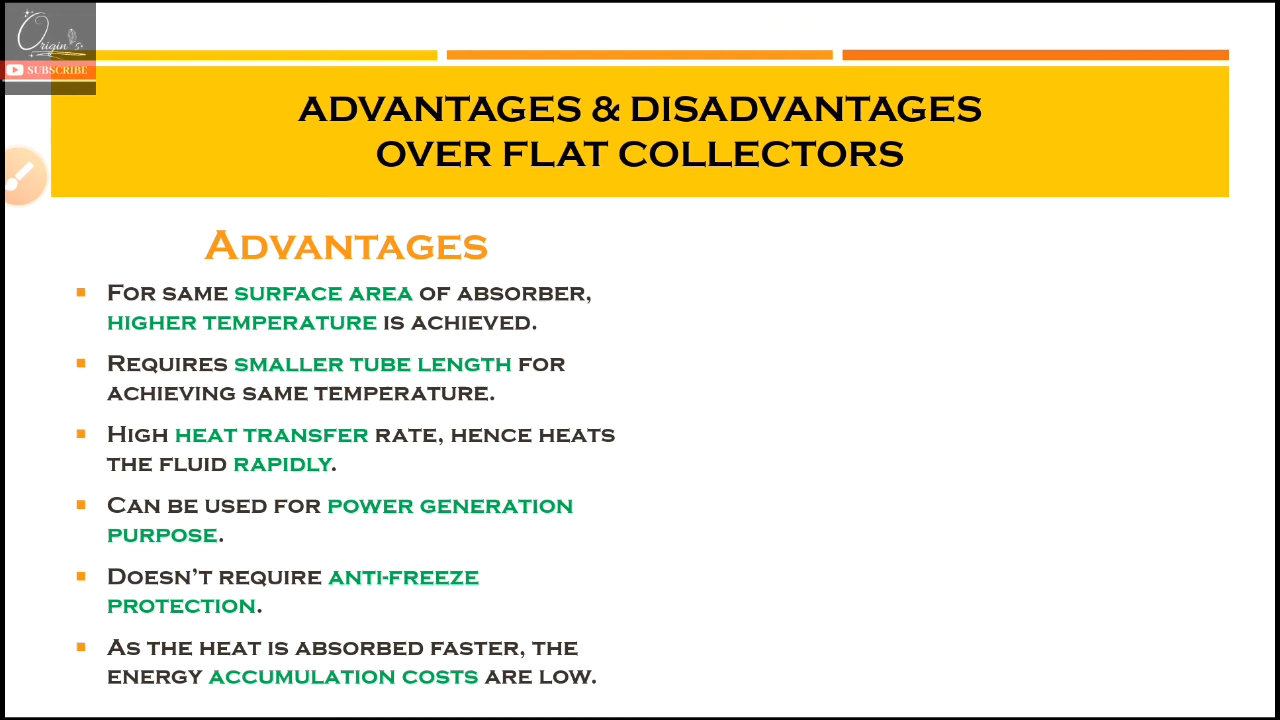 Origin's
SUBSCRIBE
ADVANTAGES & DISADVANTAGES
OVER FLAT COLLECTORS
ADVANTAGES
FOR SAME SURFACE AREA OF ABSORBER,
HIGHER TEMPERATURE IS ACHIEVED.
REQUIRES SMALLER TUBE LENGTH FOR
ACHIEVING SAME TEMPERATURE.
HIGH HEAT TRANSFER RATE, HENCE HEATS
THE FLUID RAPIDLY.
CAN BE USED FOR POWER GENERATION
PURPOSE.
DOESN'T REQUIRE ANTI-FREEZE
PROTECTION.
AS THE HEAT IS ABSORBED FASTER, THE
ENERGY ACCUMULATION COSTS ARE LOW.